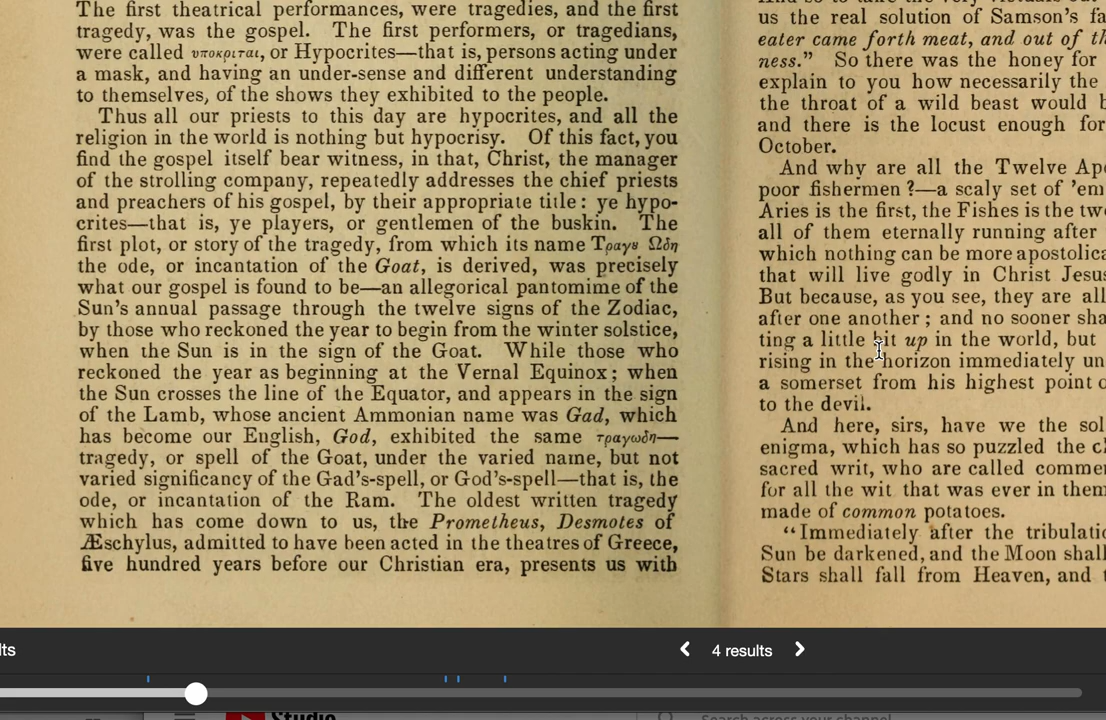 The first theatrical performances, were tragedies, and the first
tragedy, was the gospel. The first performers, or tragedians,
were called υποκριται, or Hypocrites—that is, persons acting under
a mask, and having an under-sense and different understanding
to themselves, of the shows they exhibited to the people.
Thus all our priests to this day are hypocrites, and all the
religion in the world is nothing but hypocrisy. Of this fact, you
find the gospel itself bear witness, in that, Christ, the manager
of the strolling company, repeatedly addresses the chief priests
and preachers of his gospel, by their appropriate title: ye hypo-
crites—that is, ye players, or gentlemen of the buskin. The
first plot, or story of the tragedy, from which its name Τραγȣ Ωδη
the ode, or incantation of the Goat, is derived, was precisely
what our gospel is found to be—an allegorical pantomime of the
Sun's annual passage through the twelve signs of the Zodiac,
by those who reckoned the year to begin from the winter solstice,
when the Sun is in the sign of the Goat. While those who
reckoned the year as beginning at the Vernal Equinox; when
the Sun crosses the line of the Equator, and appears in the sign
of the Lamb, whose ancient Ammonian name was Gad, which
has become our English, God, exhibited the same τραγωδη—
tragedy, or spell of the Goat, under the varied name, but not
varied significancy of the Gad's-spell, or God's-spell—that is, the
ode, or incantation of the Ram. The oldest written tragedy
which has come down to us, the Prometheus, Desmotes of
Æschylus, admitted to have been acted in the theatres of Greece,
five hundred years before our Christian era, presents us with
us the real solution of Samson's
eater came forth meat, and out of
ness." So there was the honey for
explain to you how necessarily the
the throat of a wild beast would
and there is the locust enough for
October.
And why are all the Twelve
poor fishermen?—a scaly set of 'em
Aries is the first, the Fishes is the
all of them eternally running after
which nothing can be more
that will live godly in Christ
But because, as you see, they are all
after one another; and no sooner
ting a little bit up in the world, but
rising in the horizon immediately
a somerset from his highest point
to the devil.
And here, sirs, have we the
enigma, which has so puzzled the
sacred writ, who are called
for all the wit that was ever in
made of common potatoes.
"Immediately after the
Sun be darkened, and the Moon
Stars shall fall from Heaven, and
4 results
Studio
Search across your channel